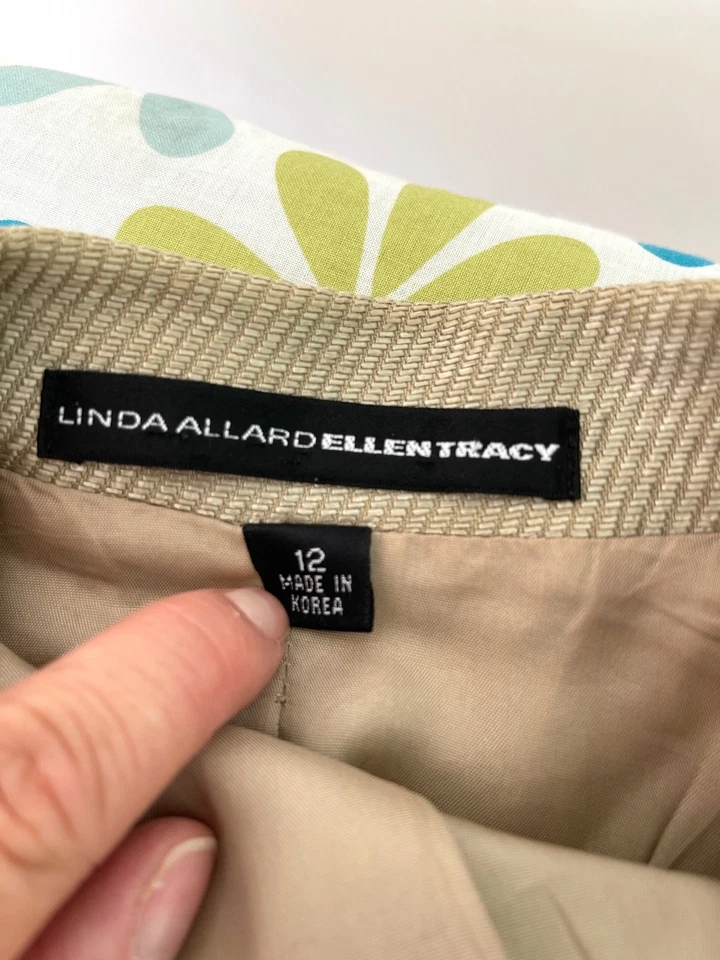 LINDA ALLARD ELLEN TRACY
12
MADE IN
KOREA